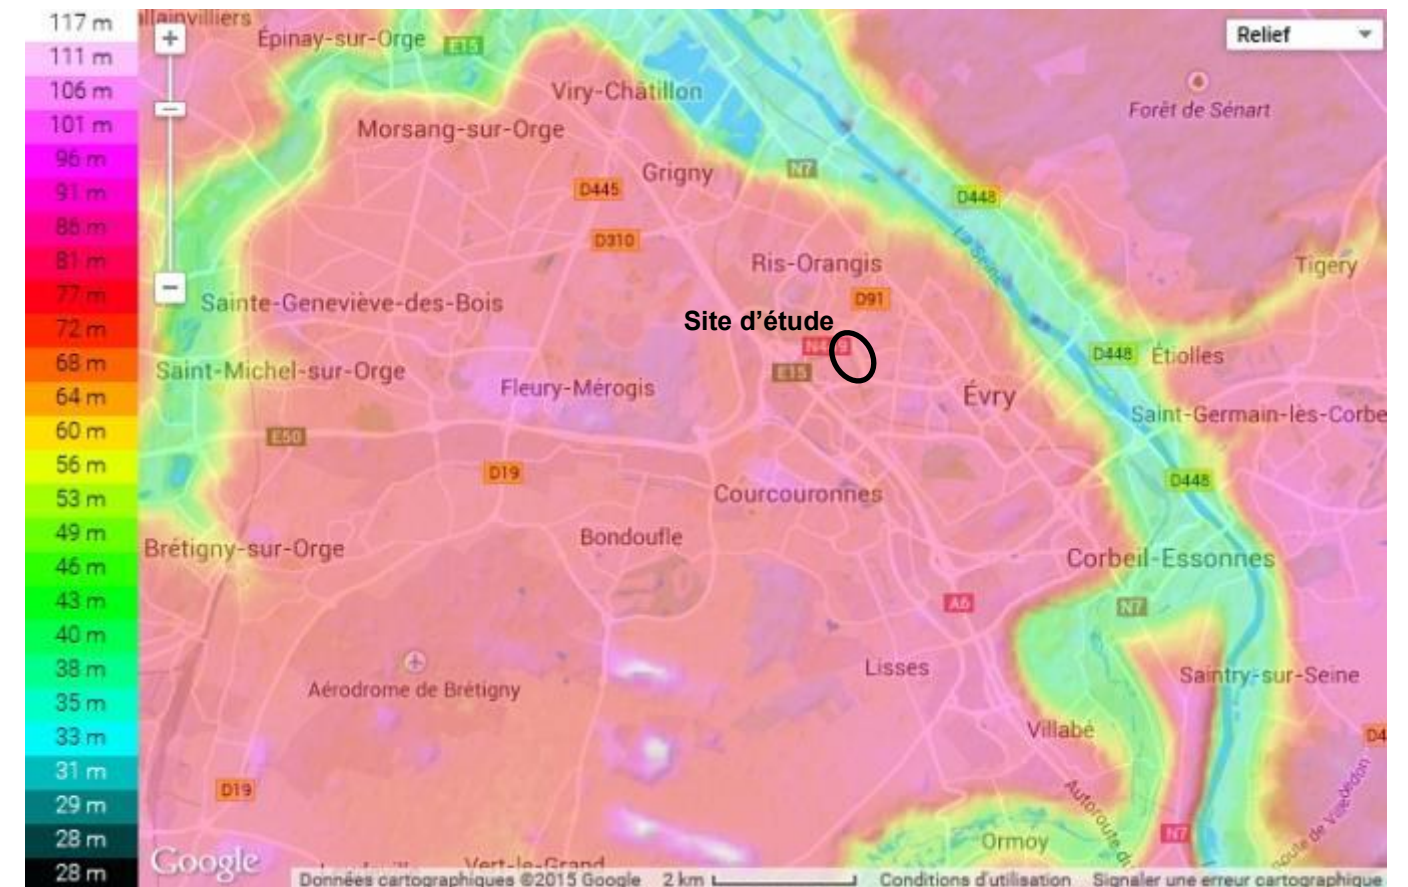 117 m
111 m
106 m
101 m
96 m
91 m
86 m
81 m
77 m
72 m
68 m
64 m
60 m
56 m
53 m
49 m
46 m
43 m
40 m
38 m
35 m
33 m
31 m
29 m
28 m
28 m
+
−
Relief
Épinay-sur-Orge
E15
Viry-Châtillon
Forêt de Sénart
Morsang-sur-Orge
Grigny
N7
D445
D448
D310
La Seine
Ris-Orangis
Tigery
D91
Sainte-Geneviève-des-Bois
Site d'étude
D448
Étiolles
Saint-Michel-sur-Orge
E15
Fleury-Mérogis
Évry
Saint-Germain-lès-Corbe
E50
D19
D448
Courcouronnes
Bondoufle
Brétigny-sur-Orge
Corbeil-Essonnes
A6
N7
Lisses
Saintry-sur-Seine
Aérodrome de Brétigny
Villabé
D4
D19
Autoroute du
N7
Ormoy
Google
Vert-le-Grand
Données cartographiques ©2015 Google
2 km
Conditions d'utilisation
Signaler une erreur cartographique